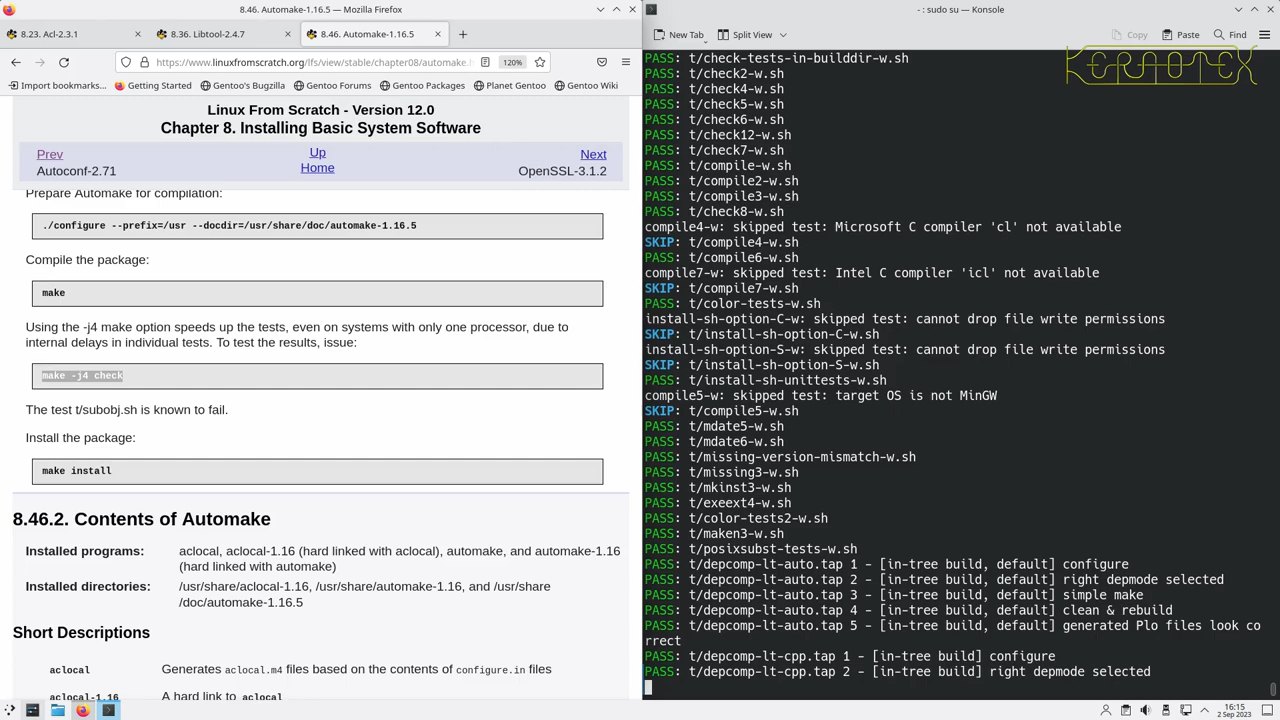 8.46. Automake-1.16.5 — Mozilla Firefox
8.23. Acl-2.3.1
8.36. Libtool-2.4.7
8.46. Automake-1.16.5
https://www.linuxfromscratch.org/lfs/view/stable/chapter08/automake.h
120%
Import bookmarks...
Getting Started
Gentoo's Bugzilla
Gentoo Forums
Gentoo Packages
Planet Gentoo
Gentoo Wiki
Linux From Scratch - Version 12.0
Chapter 8. Installing Basic System Software
Prev
Up
Next
Autoconf-2.71
Home
OpenSSL-3.1.2
Prepare Automake for compilation:
./configure --prefix=/usr --docdir=/usr/share/doc/automake-1.16.5
Compile the package:
make
Using the -j4 make option speeds up the tests, even on systems with only one processor, due to
internal delays in individual tests. To test the results, issue:
make -j4 check
The test t/subobj.sh is known to fail.
Install the package:
make install
8.46.2. Contents of Automake
Installed programs:
aclocal, aclocal-1.16 (hard linked with aclocal), automake, and automake-1.16
(hard linked with automake)
Installed directories:
/usr/share/aclocal-1.16, /usr/share/automake-1.16, and /usr/share
/doc/automake-1.16.5
Short Descriptions
aclocal
Generates aclocal.m4 files based on the contents of configure.in files
aclocal-1.16
A hard link to aclocal
- : sudo su — Konsole
New Tab
Split View
Copy
Paste
Find
KERNOTEX
PASS: t/check-tests-in-builddir-w.sh
PASS: t/check2-w.sh
PASS: t/check4-w.sh
PASS: t/check5-w.sh
PASS: t/check6-w.sh
PASS: t/check12-w.sh
PASS: t/check7-w.sh
PASS: t/compile-w.sh
PASS: t/compile2-w.sh
PASS: t/compile3-w.sh
PASS: t/check8-w.sh
compile4-w: skipped test: Microsoft C compiler 'cl' not available
SKIP: t/compile4-w.sh
PASS: t/compile6-w.sh
compile7-w: skipped test: Intel C compiler 'icl' not available
SKIP: t/compile7-w.sh
PASS: t/color-tests-w.sh
install-sh-option-C-w: skipped test: cannot drop file write permissions
SKIP: t/install-sh-option-C-w.sh
install-sh-option-S-w: skipped test: cannot drop file write permissions
SKIP: t/install-sh-option-S-w.sh
PASS: t/install-sh-unittests-w.sh
compile5-w: skipped test: target OS is not MinGW
SKIP: t/compile5-w.sh
PASS: t/mdate5-w.sh
PASS: t/mdate6-w.sh
PASS: t/missing-version-mismatch-w.sh
PASS: t/missing3-w.sh
PASS: t/mkinst3-w.sh
PASS: t/exeext4-w.sh
PASS: t/color-tests2-w.sh
PASS: t/maken3-w.sh
PASS: t/posixsubst-tests-w.sh
PASS: t/depcomp-lt-auto.tap 1 - [in-tree build, default] configure
PASS: t/depcomp-lt-auto.tap 2 - [in-tree build, default] right depmode selected
PASS: t/depcomp-lt-auto.tap 3 - [in-tree build, default] simple make
PASS: t/depcomp-lt-auto.tap 4 - [in-tree build, default] clean & rebuild
PASS: t/depcomp-lt-auto.tap 5 - [in-tree build, default] generated Plo files look co
rrect
PASS: t/depcomp-lt-cpp.tap 1 - [in-tree build] configure
PASS: t/depcomp-lt-cpp.tap 2 - [in-tree build] right depmode selected
16:15
2 Sep 2023